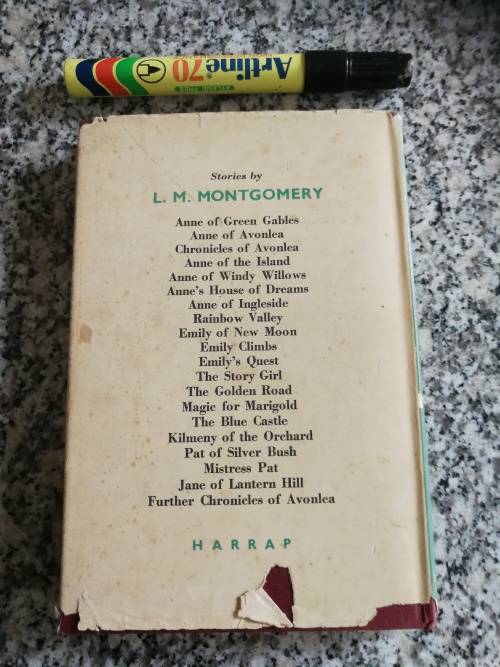 Artline 70
XYLENE FREE
Stories by
L. M. MONTGOMERY
Anne of Green Gables
Anne of Avonlea
Chronicles of Avonlea
Anne of the Island
Anne of Windy Willows
Anne's House of Dreams
Anne of Ingleside
Rainbow Valley
Emily of New Moon
Emily Climbs
Emily's Quest
The Story Girl
The Golden Road
Magic for Marigold
The Blue Castle
Kilmeny of the Orchard
Pat of Silver Bush
Mistress Pat
Jane of Lantern Hill
Further Chronicles of Avonlea
HARRAP